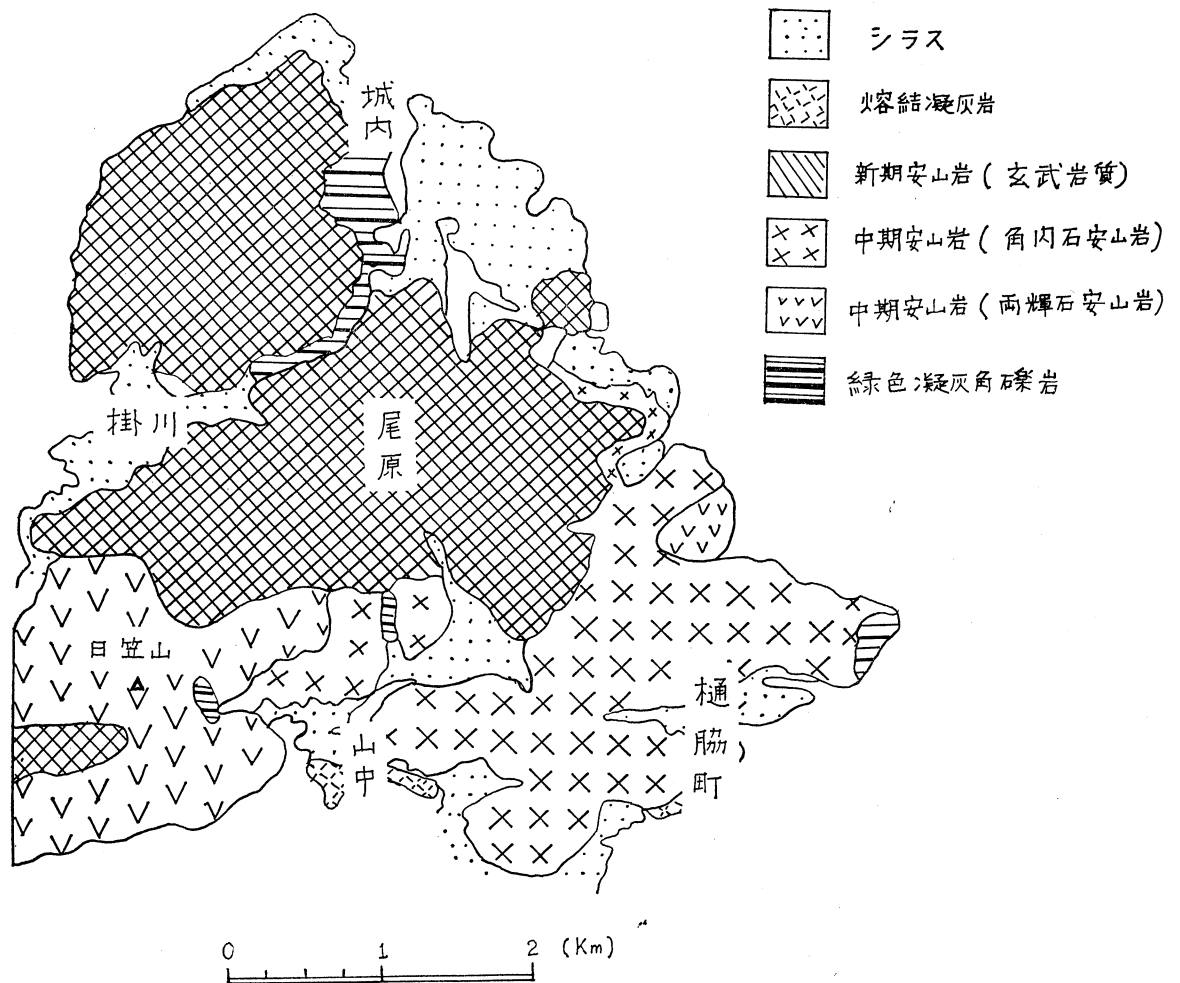 シラス
熔結凝灰岩
新期安山岩(玄武岩質)
中期安山岩(角内石安山岩)
中期安山岩(両輝石安山岩)
緑色凝灰角礫岩
城内
掛川
尾原
日笠山
樋脇町
山中
0 1 2 (Km)